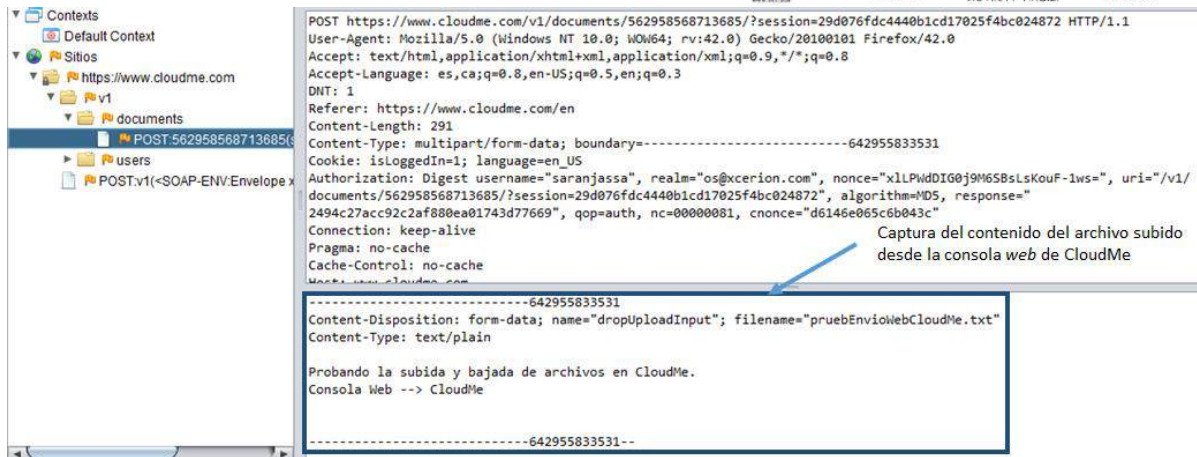 Contexts
Default Context
Sitios
https://www.cloudme.com
v1
documents
POST:562958568713685(s
users
POST:v1(<SOAP-ENV:Envelope x
POST https://www.cloudme.com/v1/documents/562958568713685/?session=29d076fdc4440b1cd17025f4bc024872 HTTP/1.1
User-Agent: Mozilla/5.0 (Windows NT 10.0; WOW64; rv:42.0) Gecko/20100101 Firefox/42.0
Accept: text/html,application/xhtml+xml,application/xml;q=0.9,*/*;q=0.8
Accept-Language: es,ca;q=0.8,en-US;q=0.5,en;q=0.3
DNT: 1
Referer: https://www.cloudme.com/en
Content-Length: 291
Content-Type: multipart/form-data; boundary=---------------------------642955833531
Cookie: isLoggedIn=1; language=en_US
Authorization: Digest username="saranjassa", realm="os@xcerion.com", nonce="xlLPWdDIG0j9M6SBsLsKouF-1ws=", uri="/v1/
documents/562958568713685/?session=29d076fdc4440b1cd17025f4bc024872", algorithm=MD5, response="
2494c27acc92c2af880ea01743d77669", qop=auth, nc=00000081, cnonce="d6146e065c6b043c"
Connection: keep-alive
Pragma: no-cache
Cache-Control: no-cache
Host: www.cloudme.com
Captura del contenido del archivo subido
desde la consola web de CloudMe
-----------------------------642955833531
Content-Disposition: form-data; name="dropUploadInput"; filename="pruebEnvioWebCloudMe.txt"
Content-Type: text/plain
Probando la subida y bajada de archivos en CloudMe.
Consola Web --> CloudMe
-----------------------------642955833531--